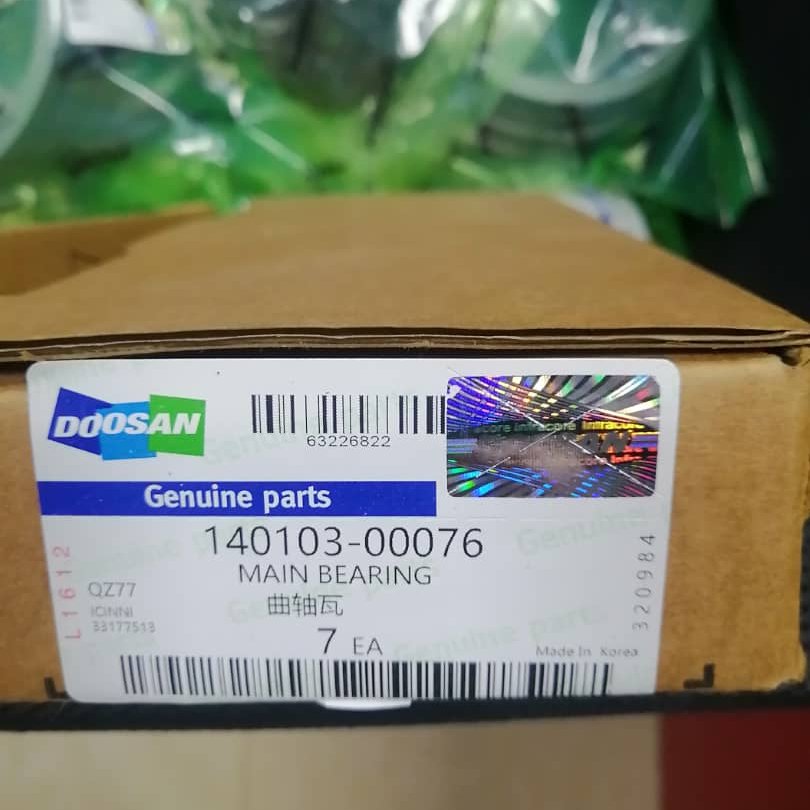 DOOSAN
63226822
Genuine parts
140103-00076
MAIN BEARING
曲轴瓦
QZ77
33177513
7 EA
Made In Korea
L1612
320984